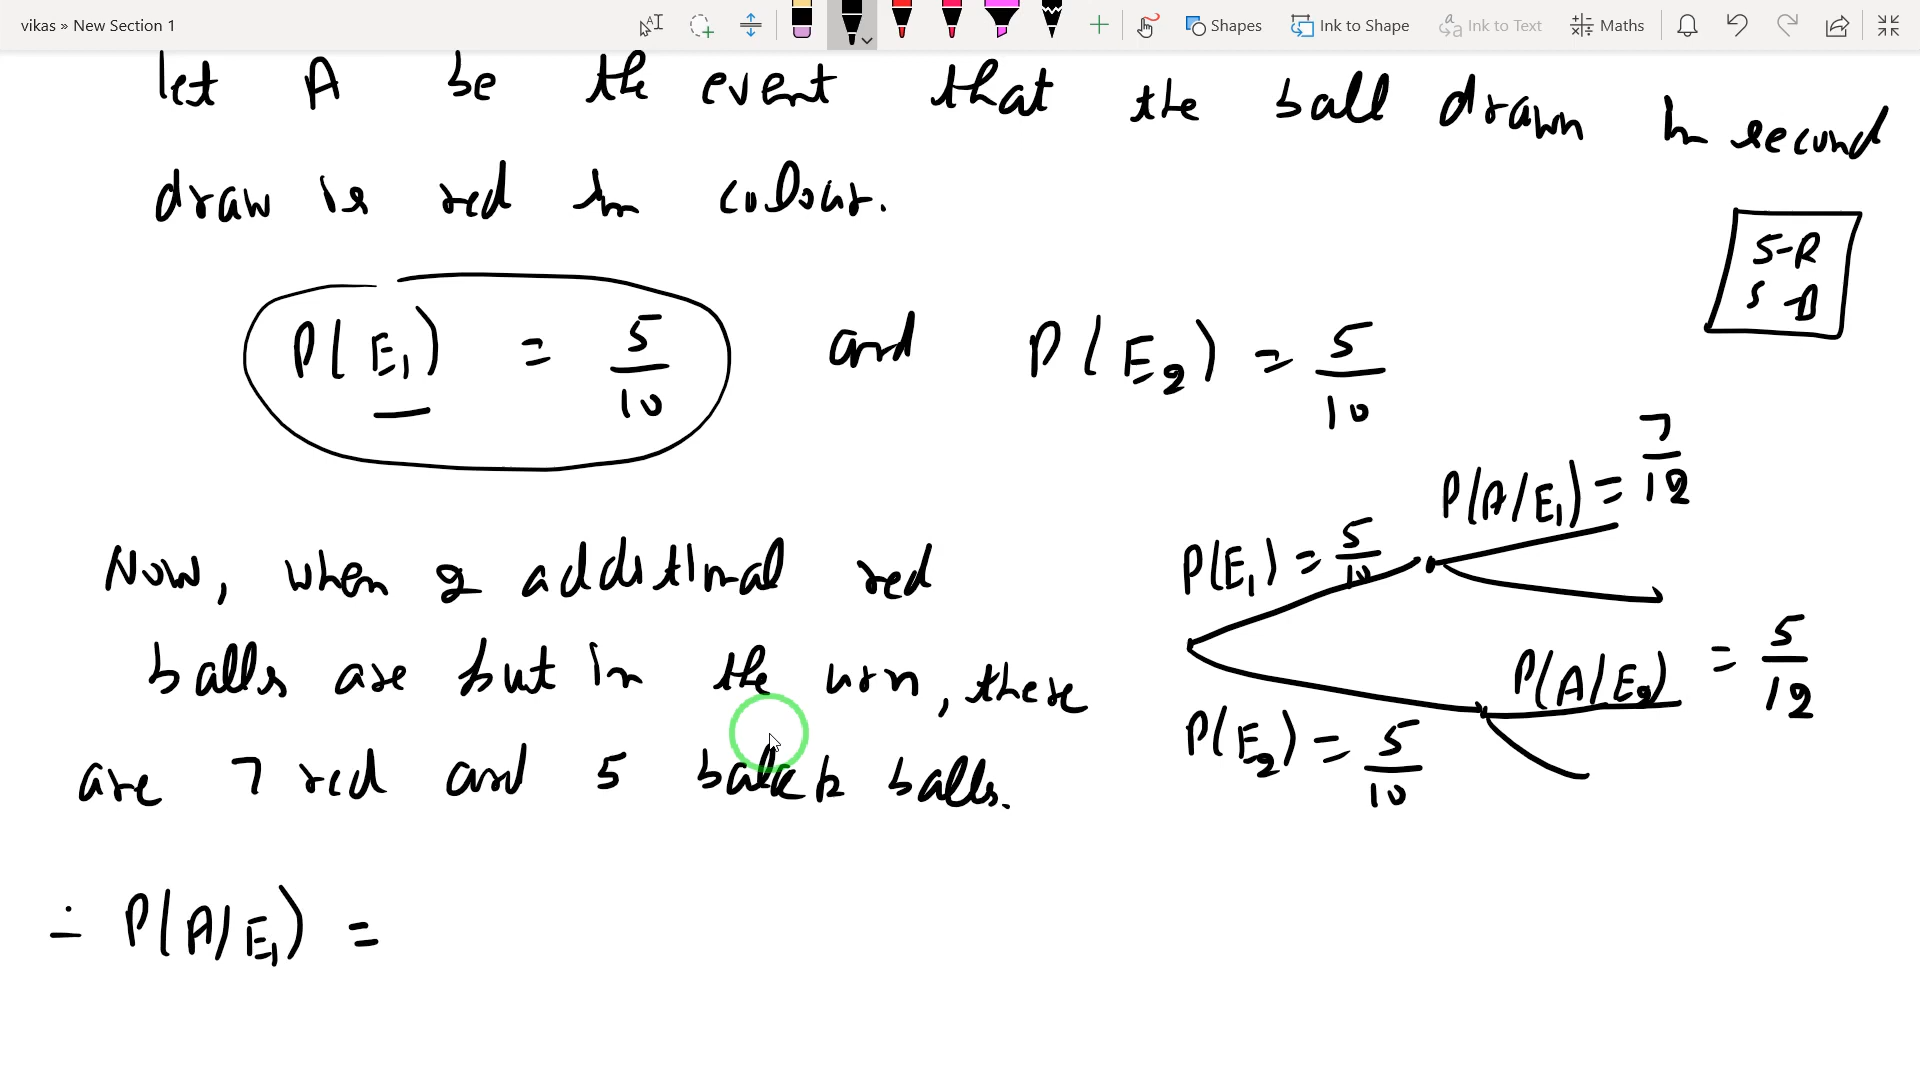 vikas » New Section 1
Shapes
Ink to Shape
Ink to Text
Maths
let A be the event that the ball drawn in second
draw is red in colour.
5-R
5-B
P(E₁) = 5/10 and P(E₂) = 5/10
P(A/E₁) = 7/12
P(E₁) = 5/10
Now, when 2 additional red
balls are but in the urn, there
P(A/E₂) = 5/12
P(E₂) = 5/10
are 7 red and 5 balck balls.
∴ P(A/E₁) =